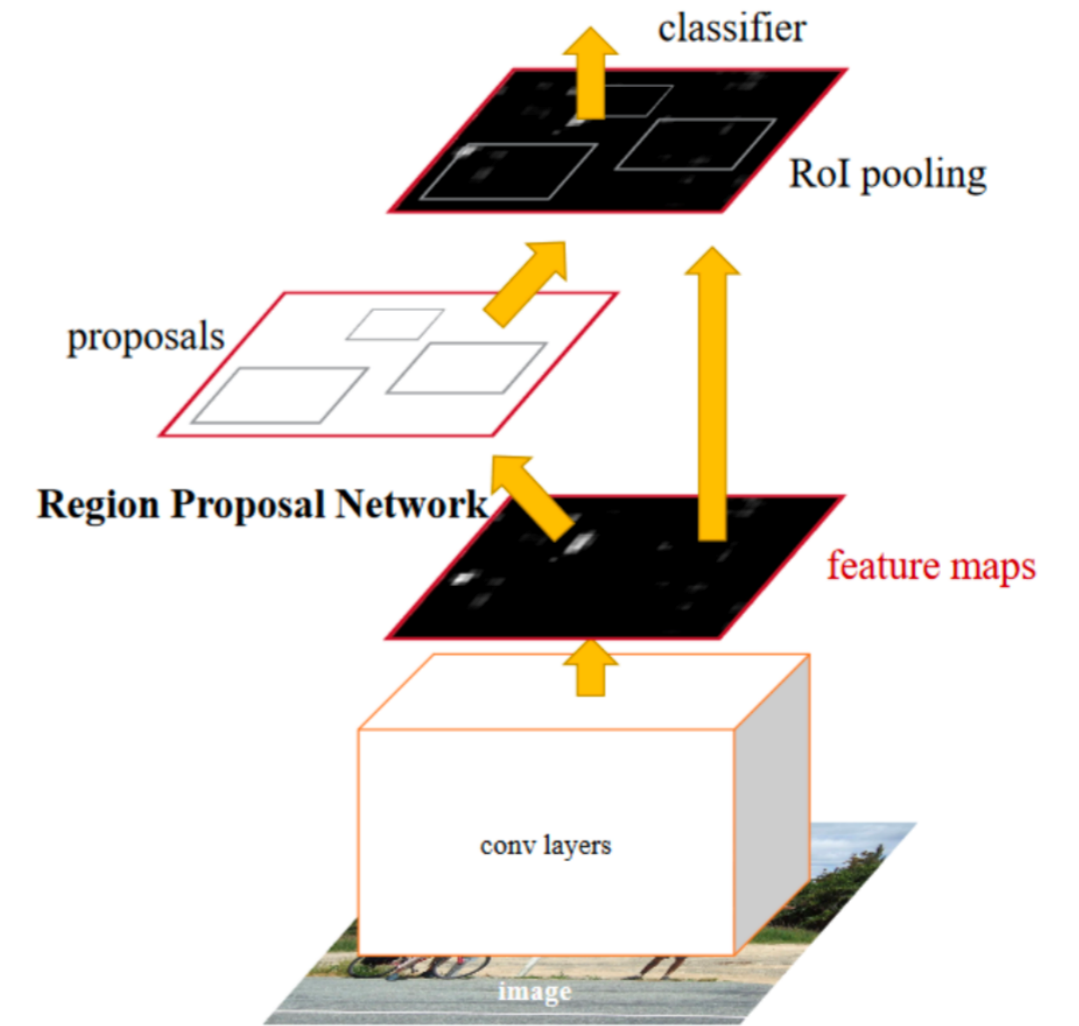 classifier
RoI pooling
proposals
Region Proposal Network
feature maps
conv layers
image